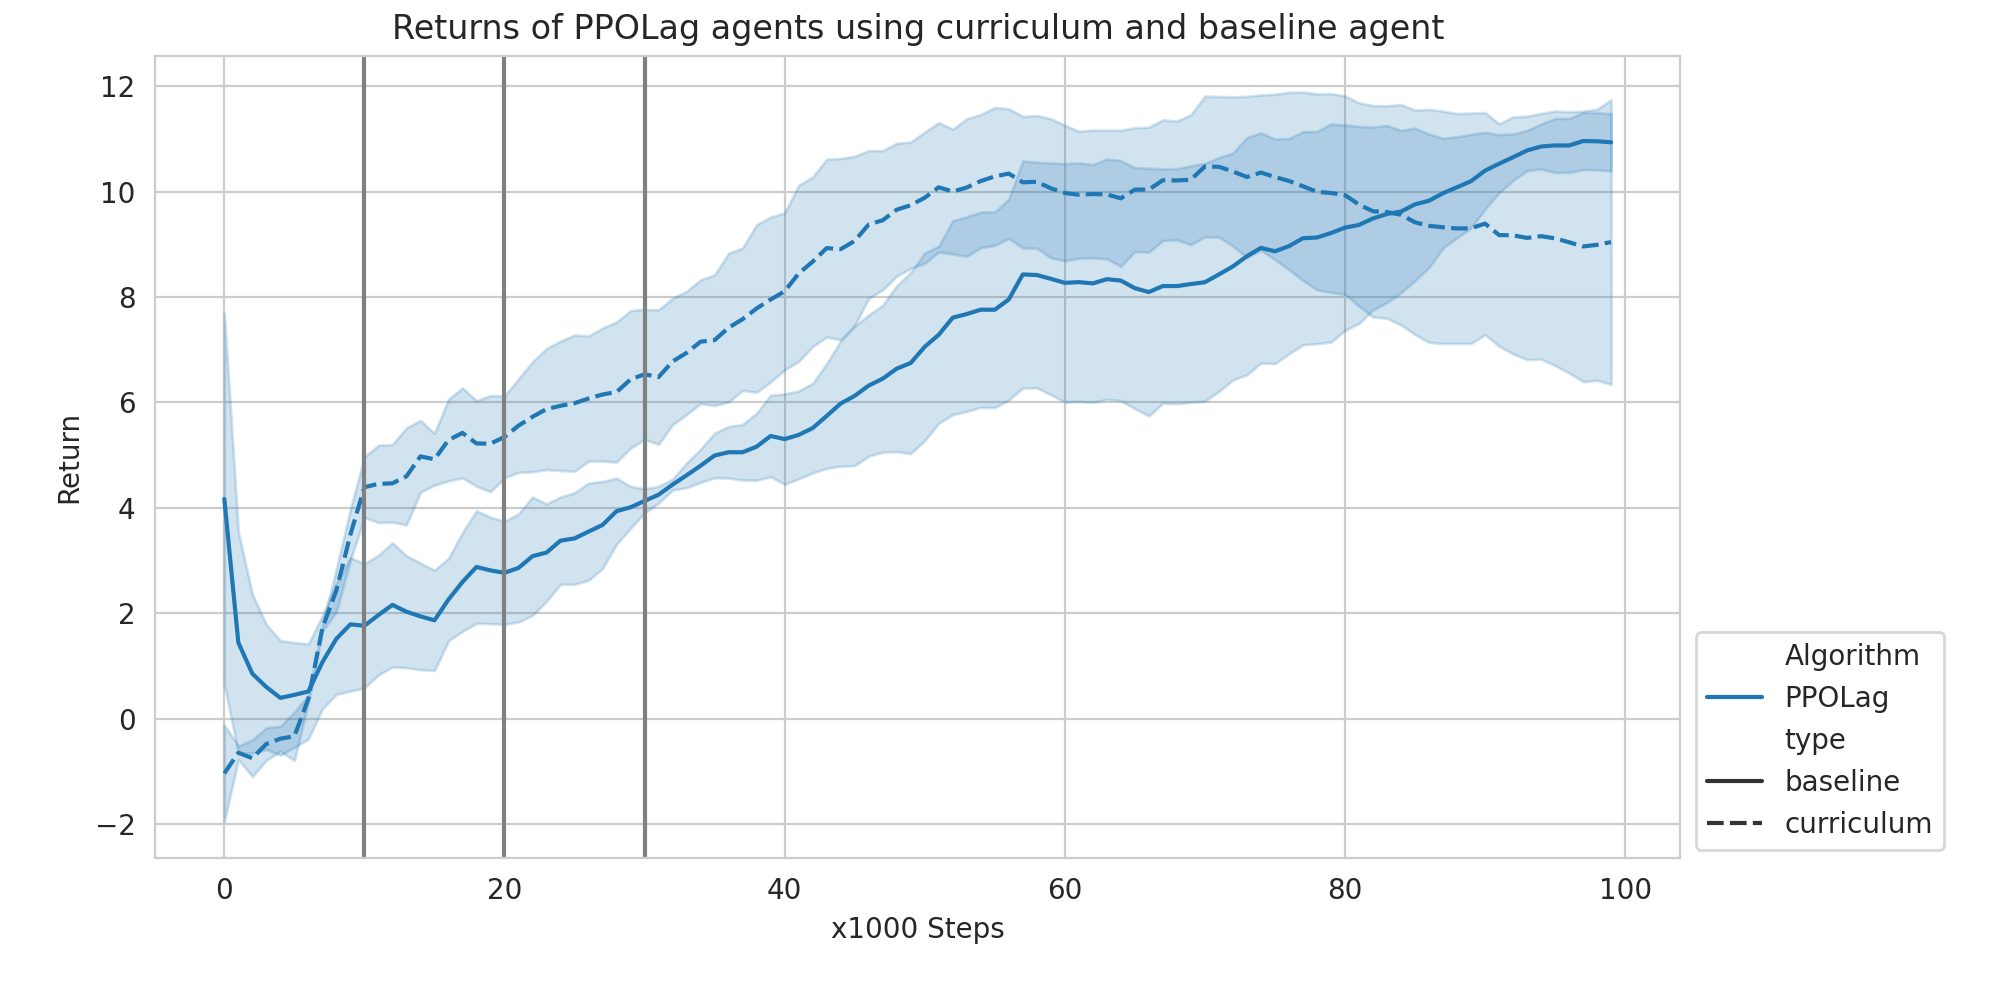 Returns of PPOLag agents using curriculum and baseline agent
12
10
8
6
4
2
0
−2
Return
0 20 40 60 80 100
x1000 Steps
Algorithm
PPOLag
type
baseline
curriculum